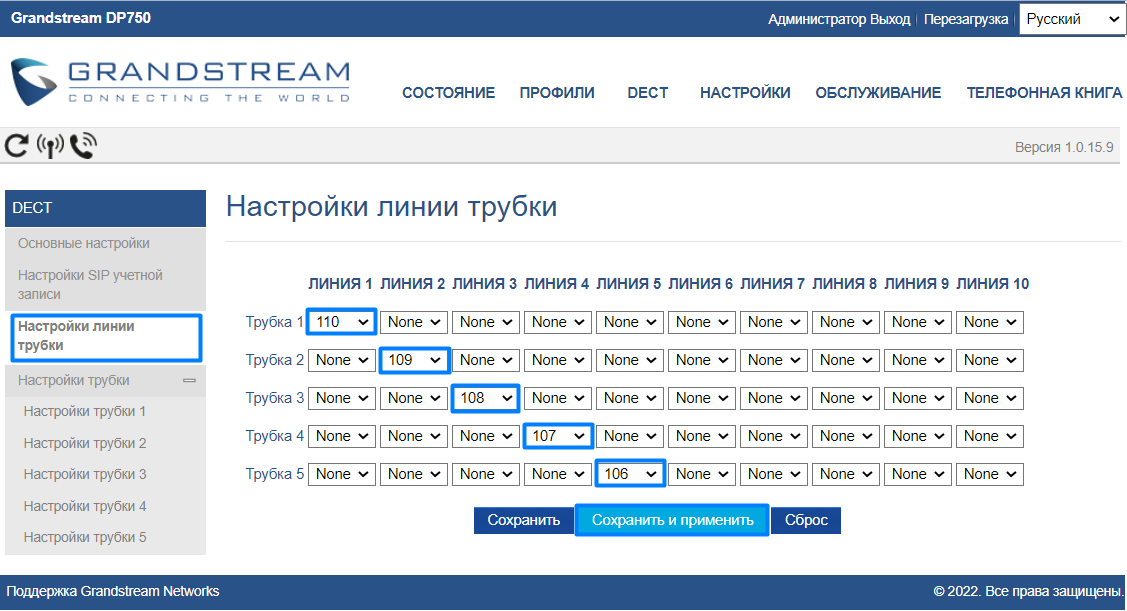 Grandstream DP750
Администратор Выход | Перезагрузка | Русский
GRANDSTREAM
CONNECTING THE WORLD
СОСТОЯНИЕ ПРОФИЛИ DECT НАСТРОЙКИ ОБСЛУЖИВАНИЕ ТЕЛЕФОННАЯ КНИГА
Версия 1.0.15.9
DECT
Основные настройки
Настройки SIP учетной
записи
Настройки линии
трубки
Настройки трубки
Настройки трубки 1
Настройки трубки 2
Настройки трубки 3
Настройки трубки 4
Настройки трубки 5
Настройки линии трубки
ЛИНИЯ 1 ЛИНИЯ 2 ЛИНИЯ 3 ЛИНИЯ 4 ЛИНИЯ 5 ЛИНИЯ 6 ЛИНИЯ 7 ЛИНИЯ 8 ЛИНИЯ 9 ЛИНИЯ 10
Трубка 1 110 None None None None None None None None None
Трубка 2 None 109 None None None None None None None None
Трубка 3 None None 108 None None None None None None None
Трубка 4 None None None 107 None None None None None None
Трубка 5 None None None None 106 None None None None None
Сохранить Сохранить и применить Сброс
Поддержка Grandstream Networks
© 2022. Все права защищены.